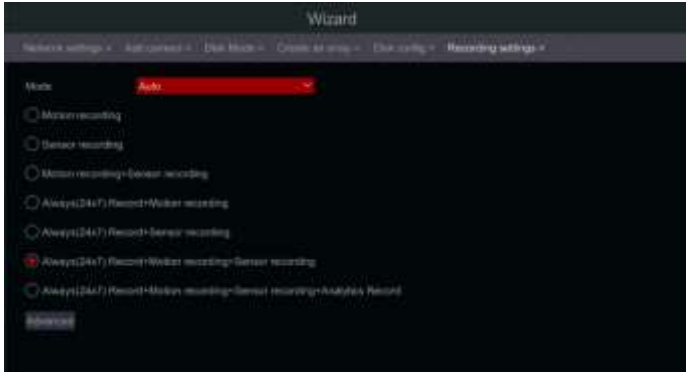 Wizard
Network settings > Add camera > Disk Mode > Create an array > Disk config > Recording settings >
Mode Auto
Motion recording
Sensor recording
Motion recording+Sensor recording
Always(24x7) Record+Motion recording
Always(24x7) Record+Sensor recording
Always(24x7) Record+Motion recording+Sensor recording
Always(24x7) Record+Motion recording+Sensor recording+Analytics Record
Advanced